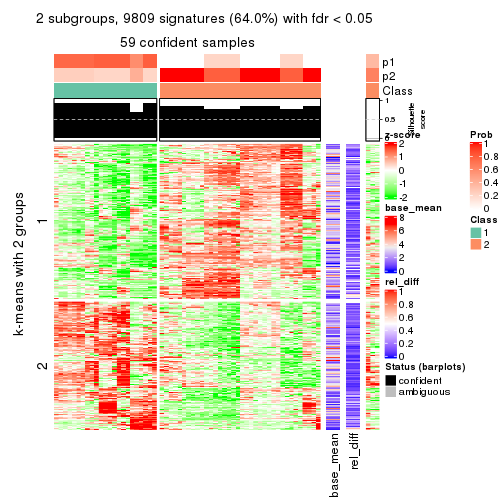 2 subgroups, 9809 signatures (64.0%) with fdr < 0.05
59 confident samples
p1
p2
Class
1
0.5
0
Silhouette
score
k-means with 2 groups
1
2
base_mean
rel_diff
z-score
2
1
0
-1
-2
base_mean
8
6
4
2
0
rel_diff
1
0.8
0.6
0.4
0.2
0
Status (barplots)
confident
ambiguous
Prob
1
0.8
0.6
0.4
0.2
0
Class
1
2